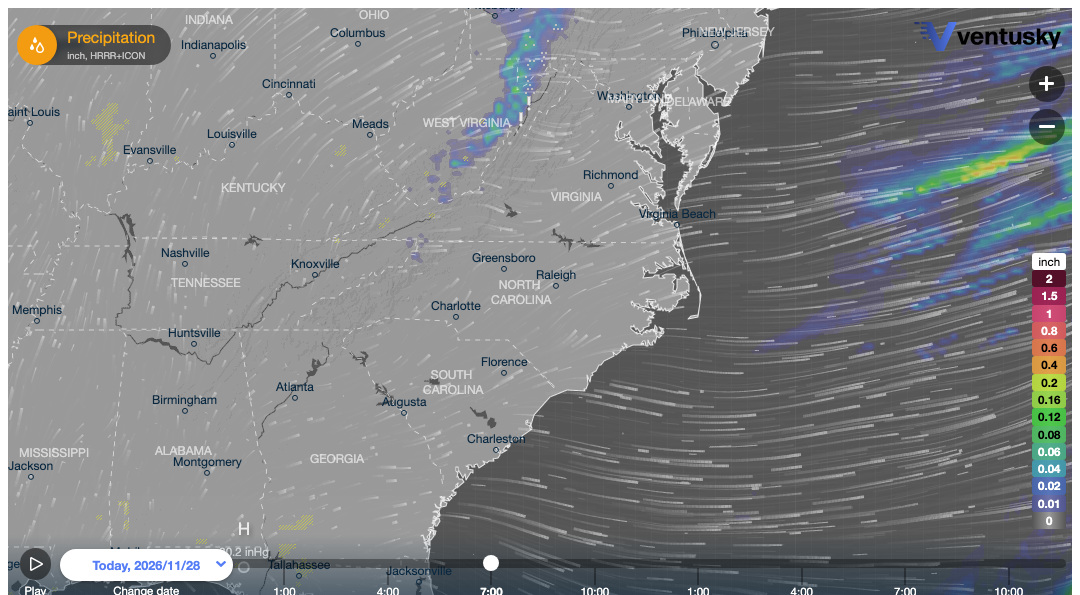 Pittsburgh
OHIO
INDIANA
Columbus
Philadelphia
NEW JERSEY
Precipitation
inch, HRRR+ICON
Indianapolis
ventusky
Cincinnati
Washington
MARYLAND
DELAWARE
aint Louis
Meads
WEST VIRGINIA
Louisville
Evansville
Richmond
KENTUCKY
VIRGINIA
Virginia Beach
Nashville
Knoxville
Greensboro
Raleigh
TENNESSEE
NORTH
CAROLINA
Memphis
Charlotte
Huntsville
Florence
SOUTH
CAROLINA
Atlanta
Birmingham
Augusta
Charleston
MISSISSIPPI
ALABAMA
GEORGIA
Jackson
Montgomery
inch
2
1.5
1
0.8
0.6
0.4
0.2
0.16
0.12
0.08
0.06
0.04
0.02
0.01
0
H
Today, 2026/11/28
Tallahassee
Jacksonville
Play
Change date
1:00
4:00
7:00
10:00
1:00
4:00
7:00
10:00